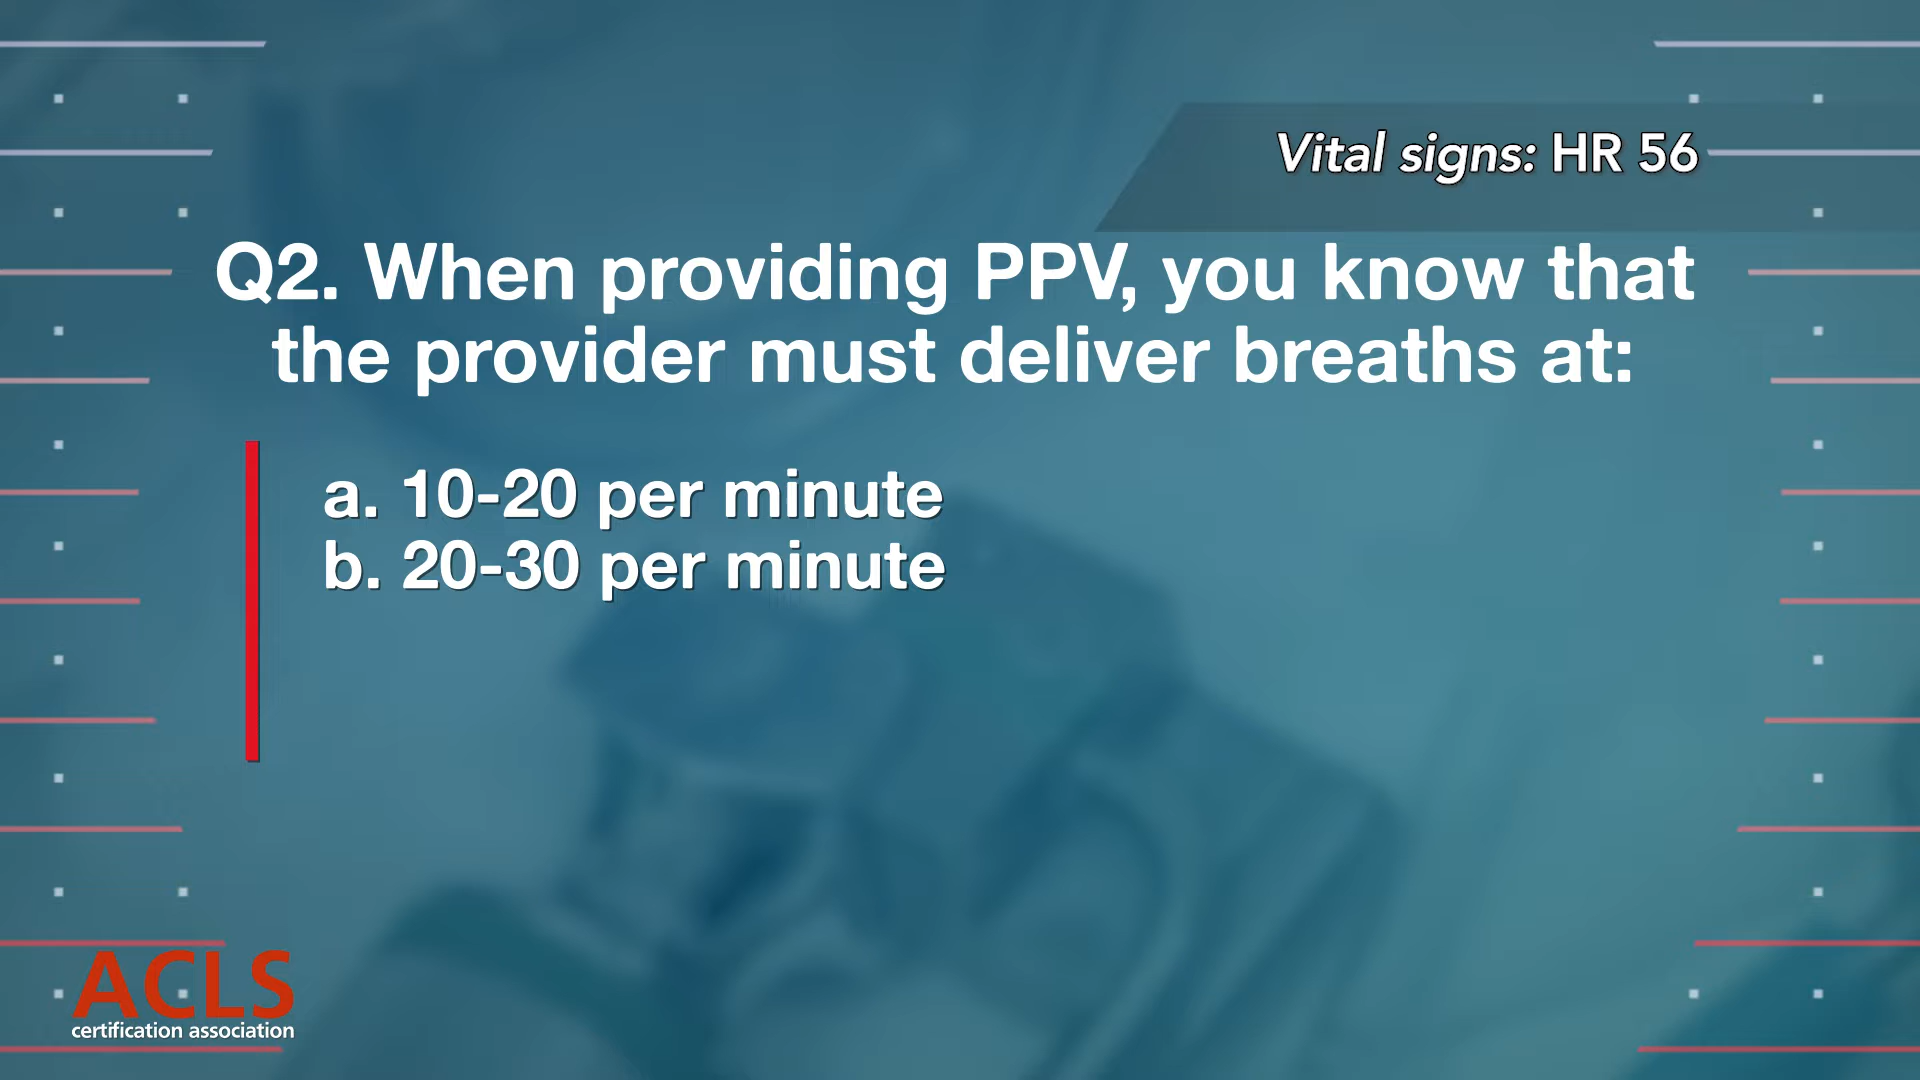 Vital signs: HR 56
Q2. When providing PPV, you know that
the provider must deliver breaths at:
a. 10-20 per minute
b. 20-30 per minute
ACLS
certification association